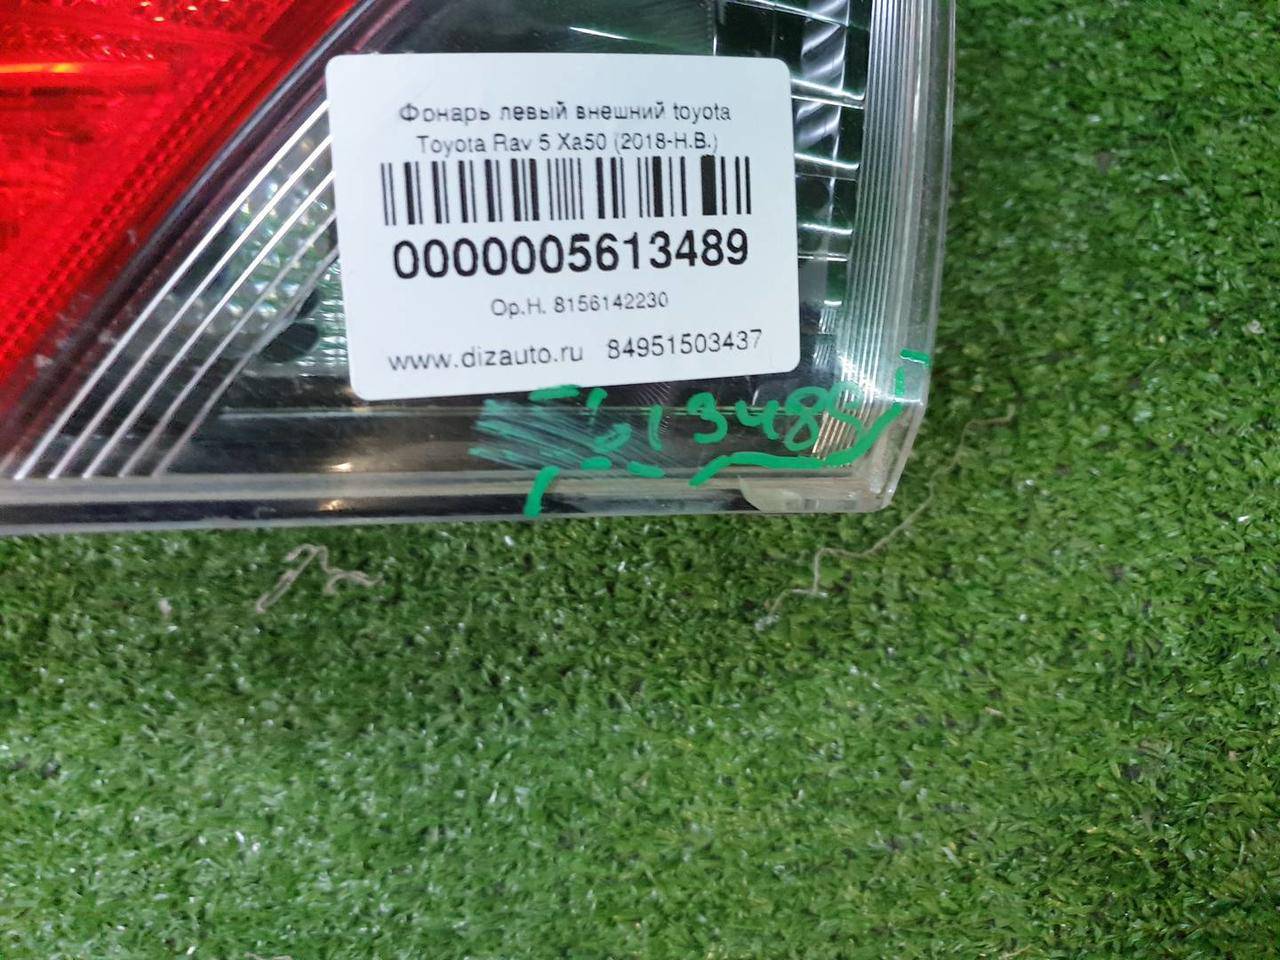 Фонарь левый внешний toyota
Toyota Rav 5 Xa50 (2018-Н.В.)
0000005613489
Ор.Н. 8156142230
www.dizauto.ru 84951503437